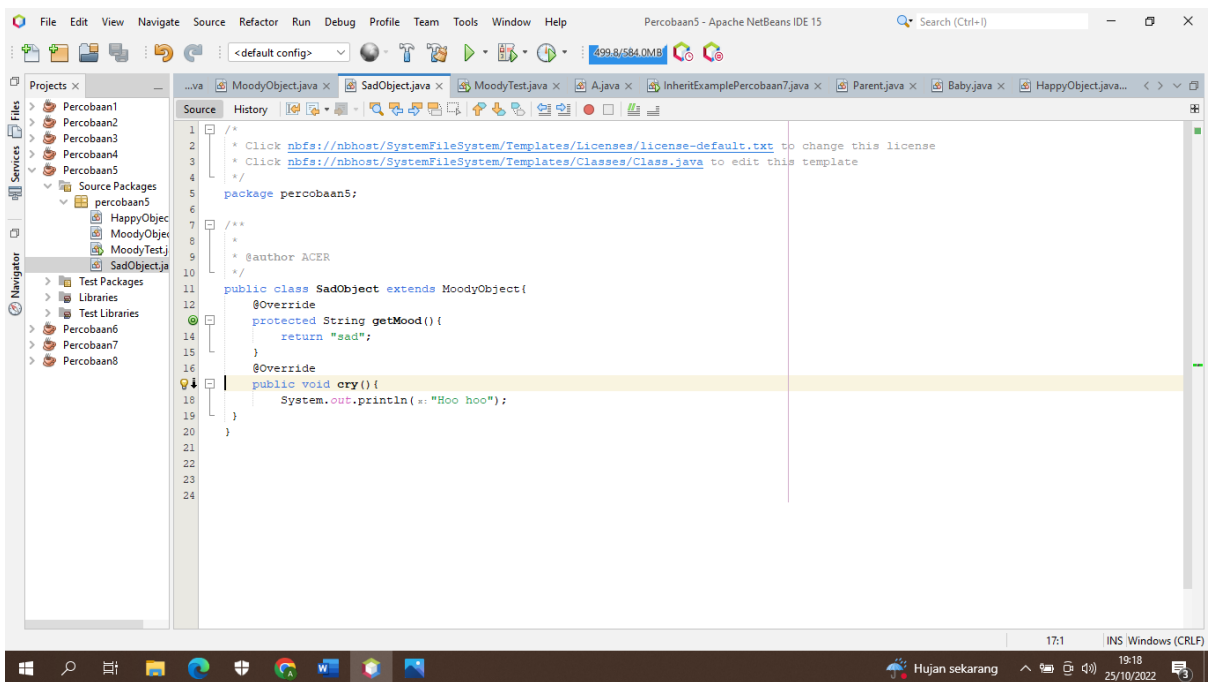 File Edit View Navigate Source Refactor Run Debug Profile Team Tools Window Help Percobaan5 - Apache NetBeans IDE 15 Search (Ctrl+I)
<default config> 499.8/584.0MB
Projects ...va MoodyObject.java SadObject.java MoodyTest.java A.java InheritExamplePercobaan7.java Parent.java Baby.java HappyObject.java...
Files
Services
Navigator
Percobaan1
Percobaan2
Percobaan3
Percobaan4
Percobaan5
Source Packages
percobaan5
HappyObjec
MoodyObjec
MoodyTest.j
SadObject.ja
Test Packages
Libraries
Test Libraries
Percobaan6
Percobaan7
Percobaan8
Source History
1 /*
2 * Click nbfs://nbhost/SystemFileSystem/Templates/Licenses/license-default.txt to change this license
3 * Click nbfs://nbhost/SystemFileSystem/Templates/Classes/Class.java to edit this template
4 */
5 package percobaan5;
6
7 /**
8 *
9 * @author ACER
10 */
11 public class SadObject extends MoodyObject{
12 @Override
protected String getMood(){
14 return "sad";
15 }
16 @Override
public void cry(){
18 System.out.println( x: "Hoo hoo");
19 }
20 }
21
22
23
24
17:1 INS Windows (CRLF)
Hujan sekarang 19:18
25/10/2022 3